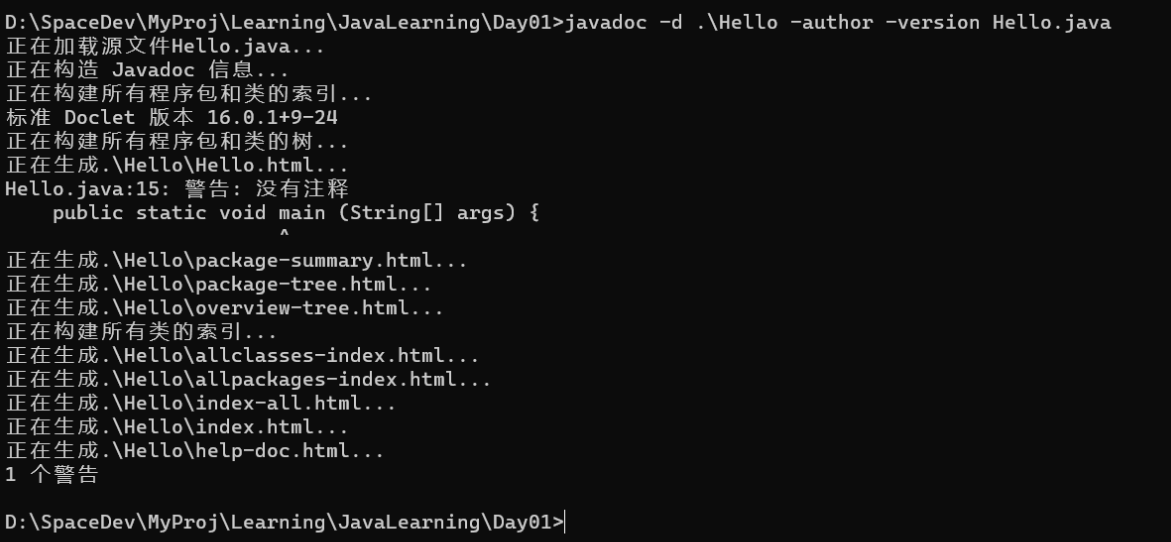 D:\SpaceDev\MyProj\Learning\JavaLearning\Day01>javadoc -d .\Hello -author -version Hello.java
正在加载源文件Hello.java...
正在构造 Javadoc 信息...
正在构建所有程序包和类的索引...
标准 Doclet 版本 16.0.1+9-24
正在构建所有程序包和类的树...
正在生成.\Hello\Hello.html...
Hello.java:15: 警告: 没有注释
    public static void main (String[] args) {
                       ^
正在生成.\Hello\package-summary.html...
正在生成.\Hello\package-tree.html...
正在生成.\Hello\overview-tree.html...
正在构建所有类的索引...
正在生成.\Hello\allclasses-index.html...
正在生成.\Hello\allpackages-index.html...
正在生成.\Hello\index-all.html...
正在生成.\Hello\index.html...
正在生成.\Hello\help-doc.html...
1 个警告
D:\SpaceDev\MyProj\Learning\JavaLearning\Day01>